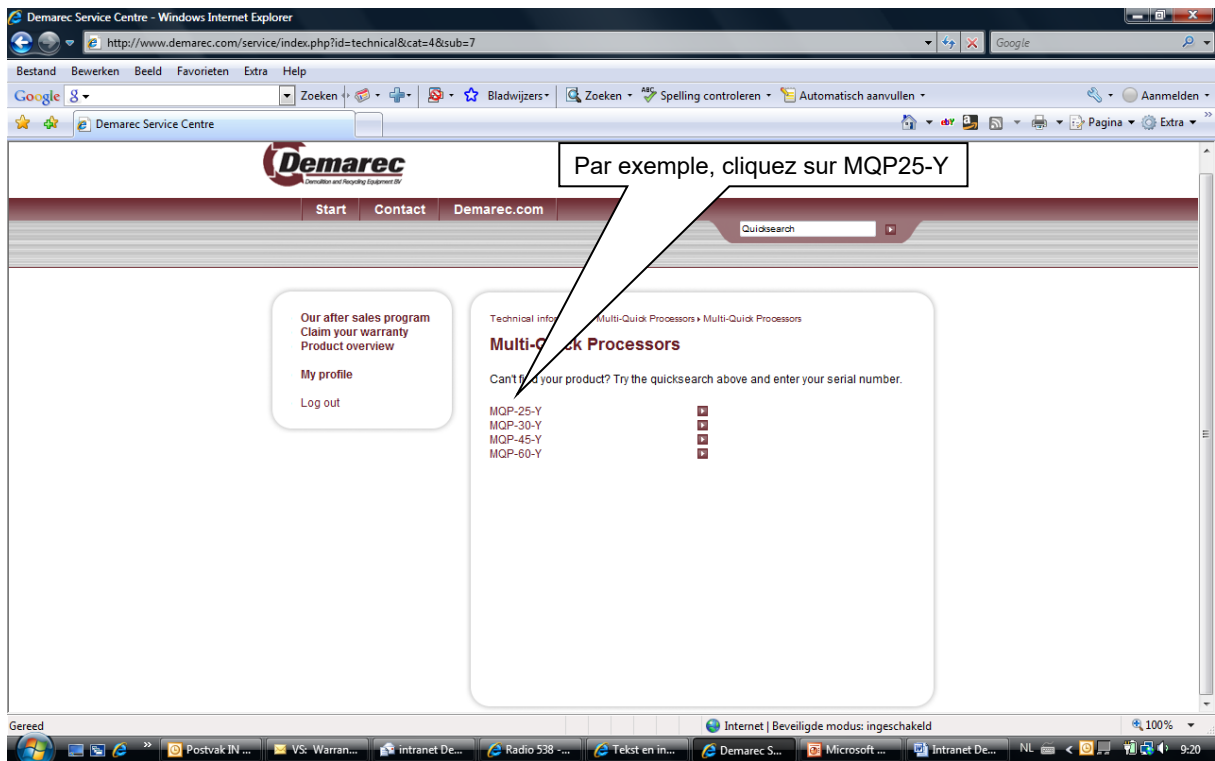 Demarec Service Centre - Windows Internet Explorer
http://www.demarec.com/service/index.php?id=technical&cat=4&sub=7
Google
Bestand Bewerken Beeld Favorieten Extra Help
Google Zoeken Bladwijzers Zoeken Spelling controleren Automatisch aanvullen Aanmelden
Demarec Service Centre Pagina Extra
Demarec
Demolition and Recycling Equipment BV
Par exemple, cliquez sur MQP25-Y
Start Contact Demarec.com
Quicksearch
Our after sales program
Claim your warranty
Product overview
My profile
Log out
Technical Multi-Quick Processors Multi-Quick Processors
Multi-Quick Processors
Can't find your product? Try the quicksearch above and enter your serial number.
MQP-25-Y
MQP-30-Y
MQP-45-Y
MQP-60-Y
Gereed Internet | Beveiligde modus: ingeschakeld 100%
Postvak IN ... VS: Warran... intranet De... Radio 538 -... Tekst en in... Demarec S... Microsoft ... Intranet De... NL 9:20